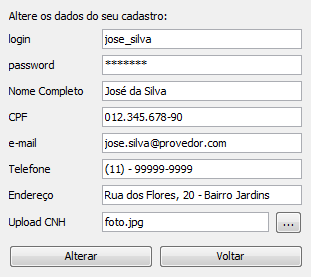 Altere os dados do seu cadastro:
login jose_silva
password *******
Nome Completo José da Silva
CPF 012.345.678-90
e-mail jose.silva@provedor.com
Telefone (11) - 99999-9999
Endereço Rua dos Flores, 20 - Bairro Jardins
Upload CNH foto.jpg ...
Alterar Voltar